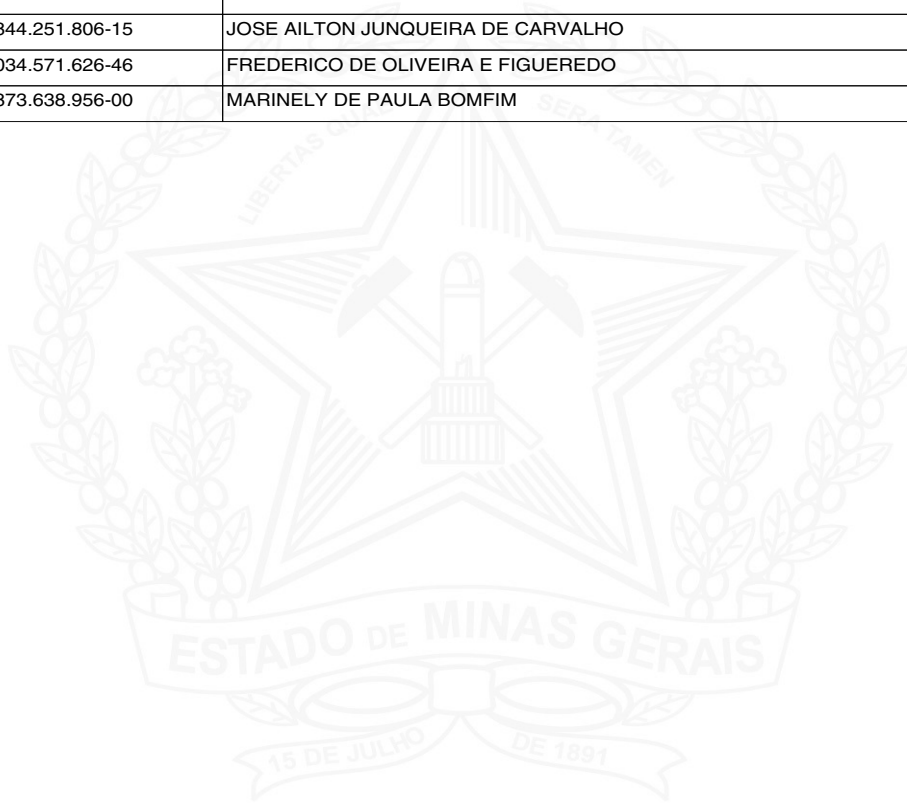 344.251.806-15 JOSE AILTON JUNQUEIRA DE CARVALHO
034.571.626-46 FREDERICO DE OLIVEIRA E FIGUEREDO
373.638.956-00 MARINELY DE PAULA BOMFIM
LIBERTAS QUÆ SERA TAMEN
ESTADO DE MINAS GERAIS
15 DE JULHO DE 1891